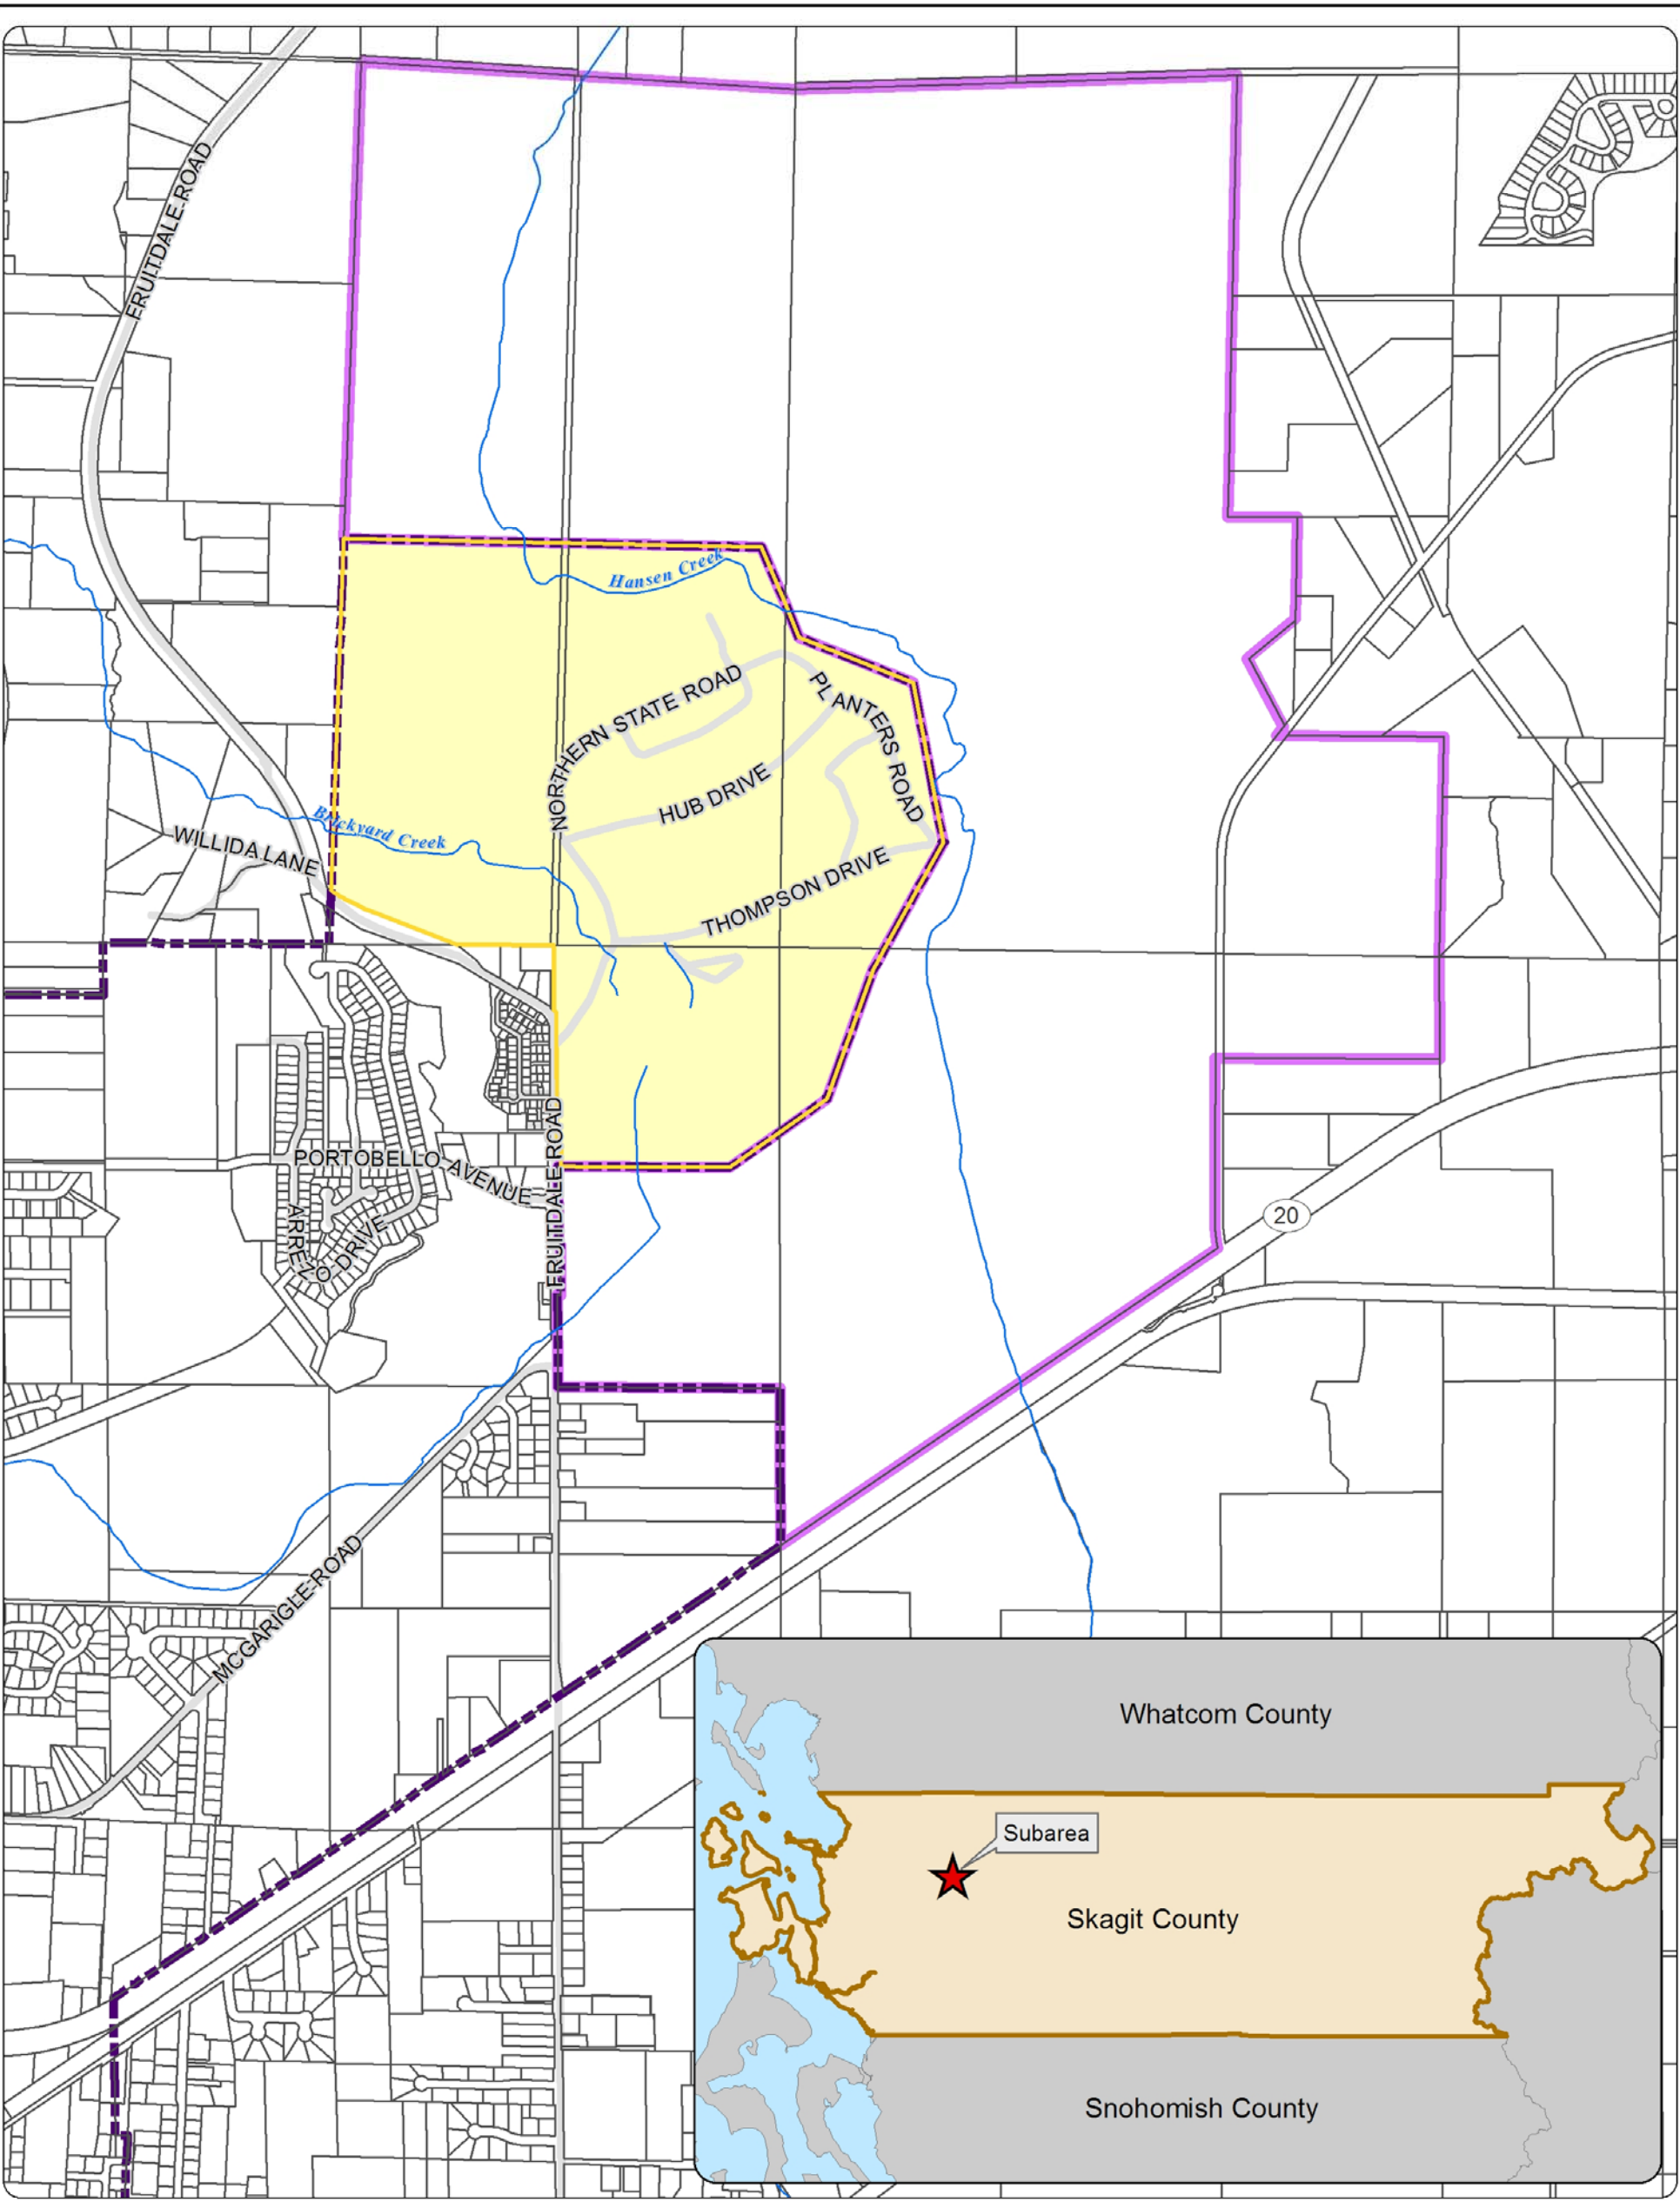 FRUITDALE ROAD
Hansen Creek
NORTHERN STATE ROAD
PLANTERS ROAD
HUB DRIVE
Brickyard Creek
WILLIDA LANE
THOMPSON DRIVE
FRUITDALE ROAD
PORTOBELLO AVENUE
ARREZO DRIVE
20
MCGARIGLE ROAD
Whatcom County
Subarea
Skagit County
Snohomish County